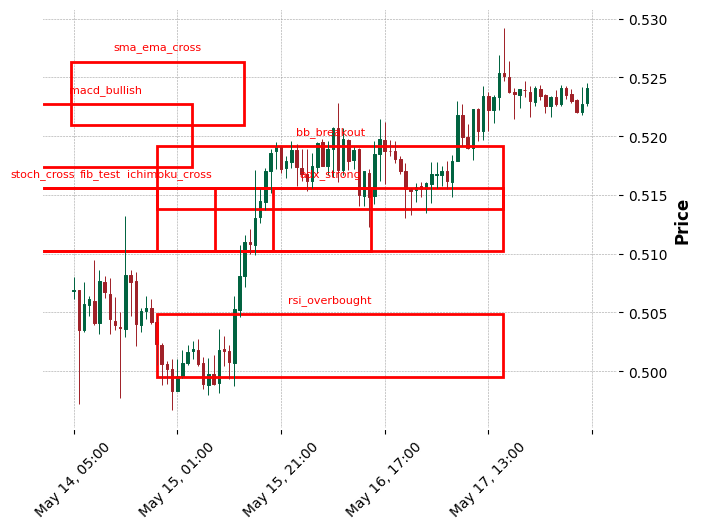 sma_ema_cross
macd_bullish
bb_breakout
stoch_cross
fib_test
ichimoku_cross
rsi_overbought
0.530
0.525
0.520
0.515
0.510
0.505
0.500
Price
May 14, 05:00
May 15, 01:00
May 15, 21:00
May 16, 17:00
May 17, 13:00